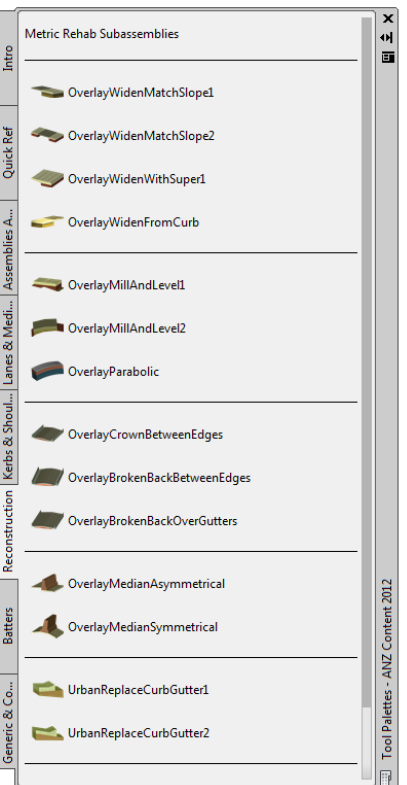 Metric Rehab Subassemblies
OverlayWidenMatchSlope1
OverlayWidenMatchSlope2
OverlayWidenWithSuper1
OverlayWidenFromCurb
OverlayMillAndLevel1
OverlayMillAndLevel2
OverlayParabolic
OverlayCrownBetweenEdges
OverlayBrokenBackBetweenEdges
OverlayBrokenBackOverGutters
OverlayMedianAsymmetrical
OverlayMedianSymmetrical
UrbanReplaceCurbGutter1
UrbanReplaceCurbGutter2
Intro
Quick Ref
Assemblies A...
Lanes & Medi...
Kerbs & Shoul...
Reconstruction
Batters
Generic & Co...
Tool Palettes - ANZ Content 2012